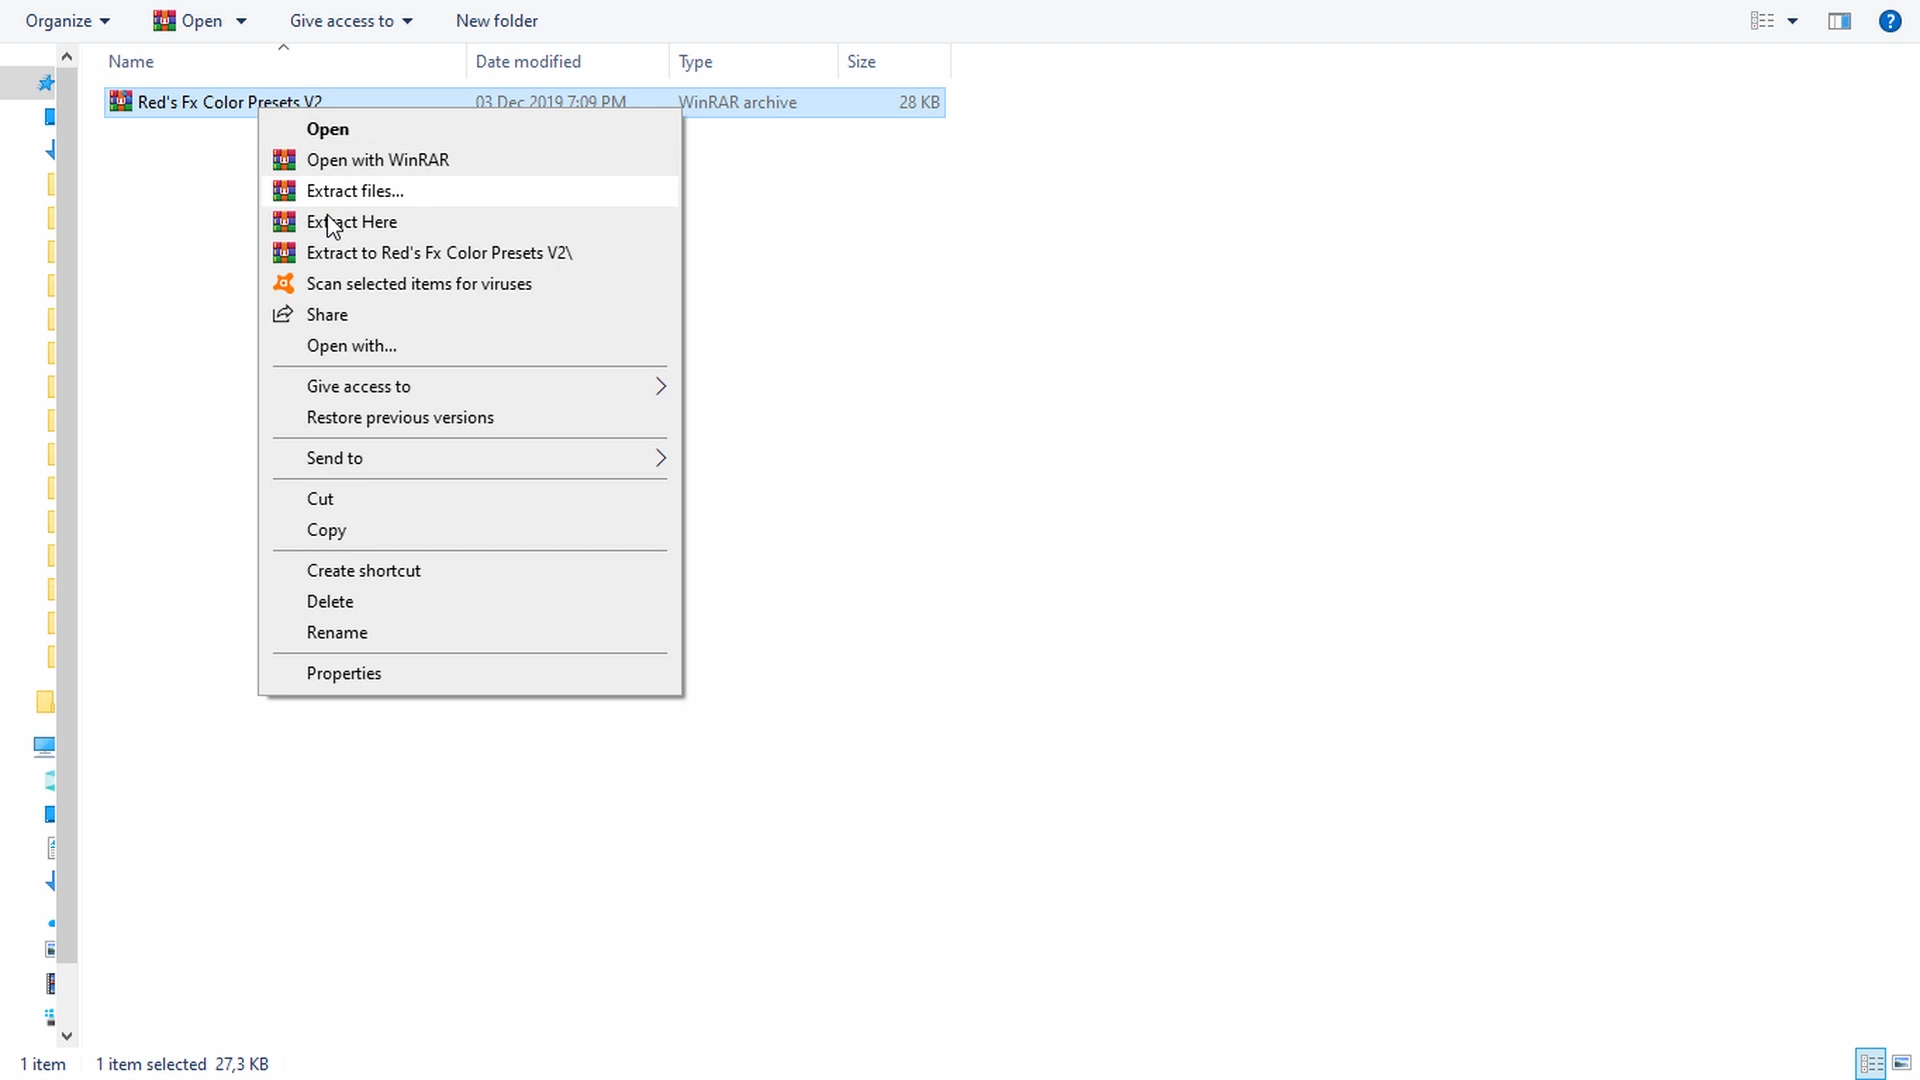 Organize Open Give access to New folder
Name Date modified Type Size
Red's Fx Color Presets V2 03 Dec 2019 7:09 PM WinRAR archive 28 KB
Open
Open with WinRAR
Extract files...
Extract Here
Extract to Red's Fx Color Presets V2\
Scan selected items for viruses
Share
Open with...
Give access to
Restore previous versions
Send to
Cut
Copy
Create shortcut
Delete
Rename
Properties
1 item 1 item selected 27,3 KB